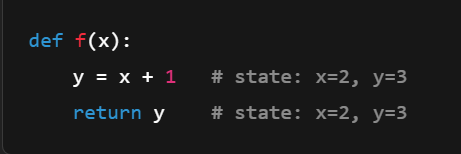 def f(x):
    y = x + 1   # state: x=2, y=3
    return y    # state: x=2, y=3